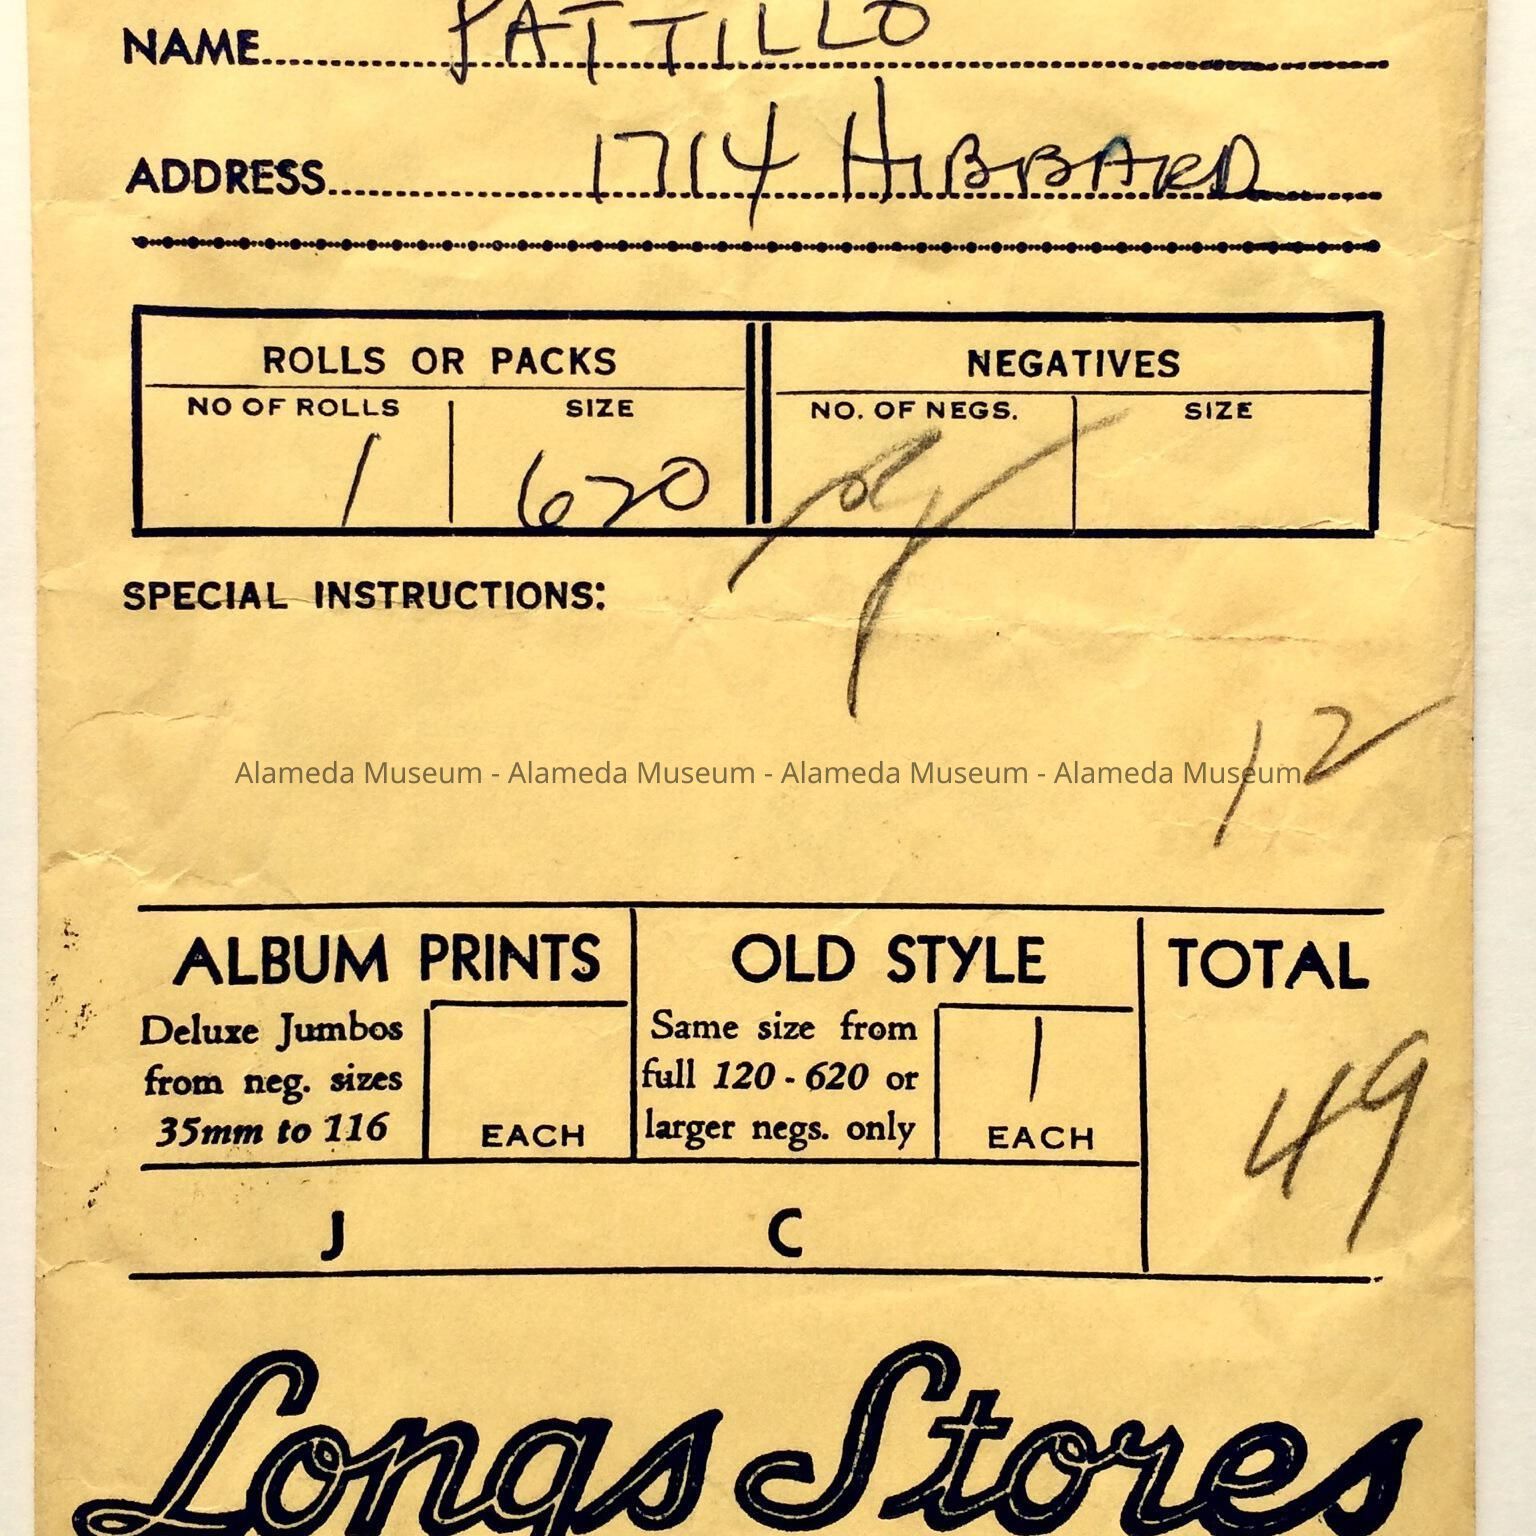 NAME PATTILLO
ADDRESS 1714 HIBBARD
ROLLS OR PACKS
NEGATIVES
NO OF ROLLS
SIZE
NO. OF NEGS.
SIZE
1
620
SPECIAL INSTRUCTIONS:
12
Alameda Museum - Alameda Museum - Alameda Museum - Alameda Museum
ALBUM PRINTS
Deluxe Jumbos
from neg. sizes
35mm to 116
EACH
J
OLD STYLE
Same size from
full 120 - 620 or
larger negs. only
1
EACH
C
TOTAL
49
Longs Stores